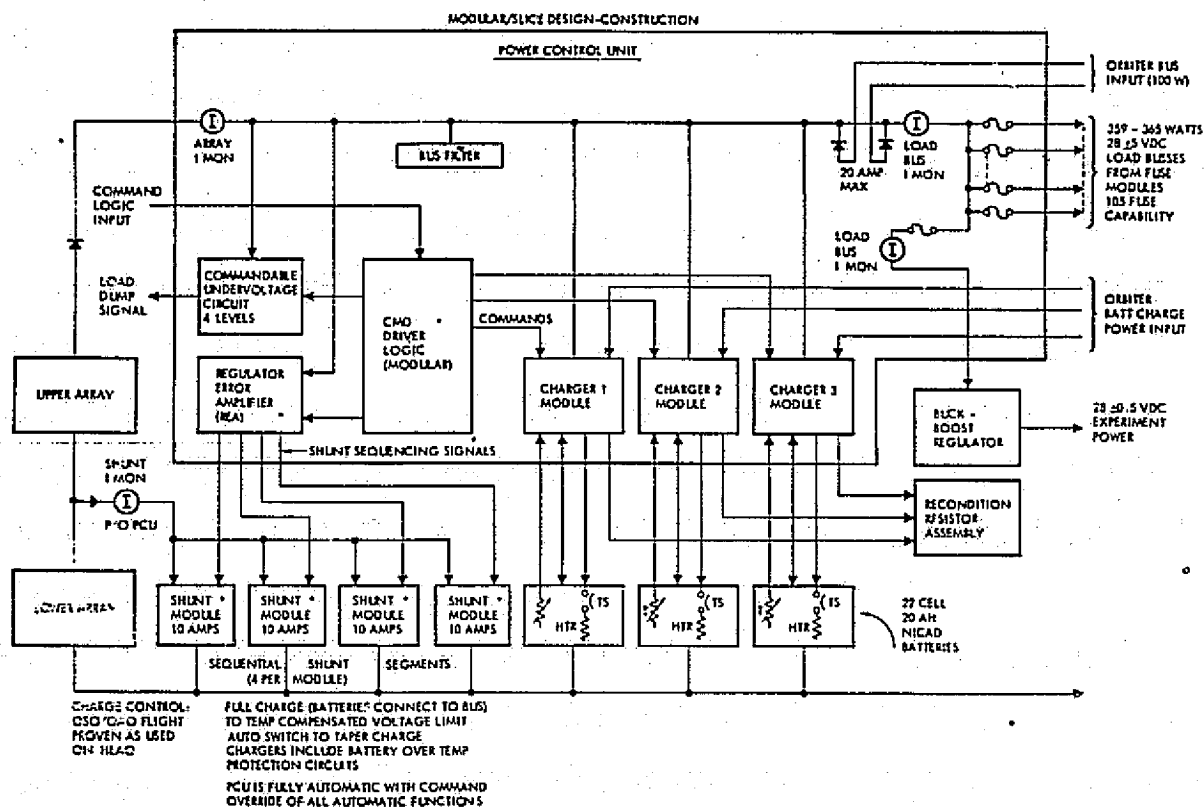 MODULAR/SLICE DESIGN-CONSTRUCTION
POWER CONTROL UNIT
ORBITER BUS
INPUT (100 W)
ARRAY
I MON
BUS FILTER
20 AMP
MAX
LOAD
BUS
I MON
359 - 365 WATTS
28 ±5 VDC
LOAD BUSSES
FROM FUSE
MODULES
105 FUSE
CAPABILITY
COMMAND
LOGIC
INPUT
LOAD
BUS
I MON
LOAD
DUMP
SIGNAL
COMMANDABLE
UNDERVOLTAGE
CIRCUIT
4 LEVELS
CMD *
DRIVER
LOGIC
(MODULAR)
COMMANDS
ORBITER
BATT CHARGE
POWER INPUT
UPPER ARRAY
REGULATOR
ERROR
AMPLIFIER
(REA) *
CHARGER 1
MODULE
CHARGER 2
MODULE
CHARGER 3
MODULE
BUCK -
BOOST
REGULATOR
28 ±0.5 VDC
EXPERIMENT
POWER
SHUNT SEQUENCING SIGNALS
SHUNT
I MON
P/O PCU
RECONDITION
RESISTOR
ASSEMBLY
LOWER ARRAY
SHUNT *
MODULE
10 AMPS
SHUNT *
MODULE
10 AMPS
SHUNT *
MODULE
10 AMPS
SHUNT *
MODULE
10 AMPS
TS
HTR
TS
HTR
TS
HTR
22 CELL
20 AH
NICAD
BATTERIES
SEQUENTIAL SHUNT SEGMENTS
(4 PER MODULE)
CHARGE CONTROL:
FLIGHT
PROVEN AS USED
ON HEAO
FULL CHARGE (BATTERIES CONNECT TO BUS)
TO TEMP COMPENSATED VOLTAGE LIMIT
AUTO SWITCH TO TAPER CHARGE
CHARGERS INCLUDE BATTERY OVER TEMP
PROTECTION CIRCUITS
PCU IS FULLY AUTOMATIC WITH COMMAND
OVERRIDE OF ALL AUTOMATIC FUNCTIONS